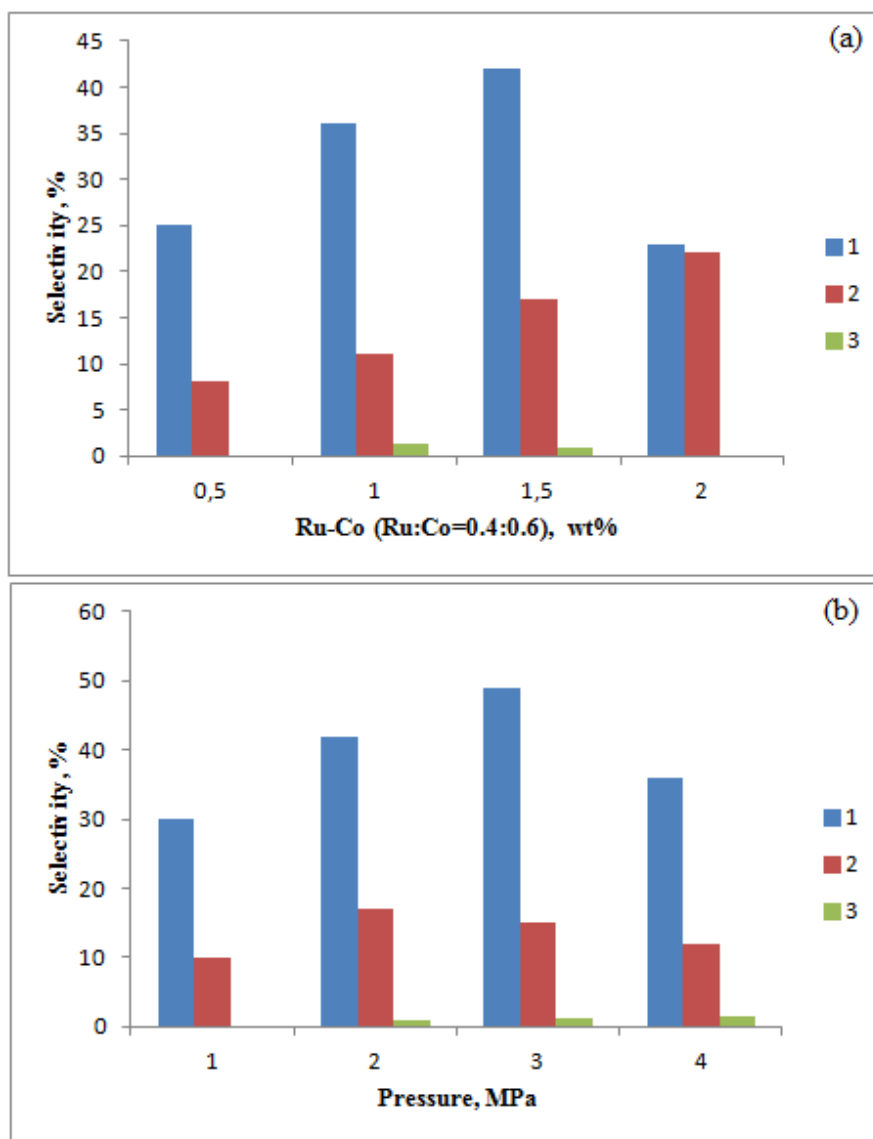 (a)
45
40
35
30
25
20
15
10
5
0
Selectivity, %
0,5 1 1,5 2
Ru-Co (Ru:Co=0.4:0.6), wt%
1
2
3
(b)
60
50
40
30
20
10
0
Selectivity, %
1 2 3 4
Pressure, MPa
1
2
3